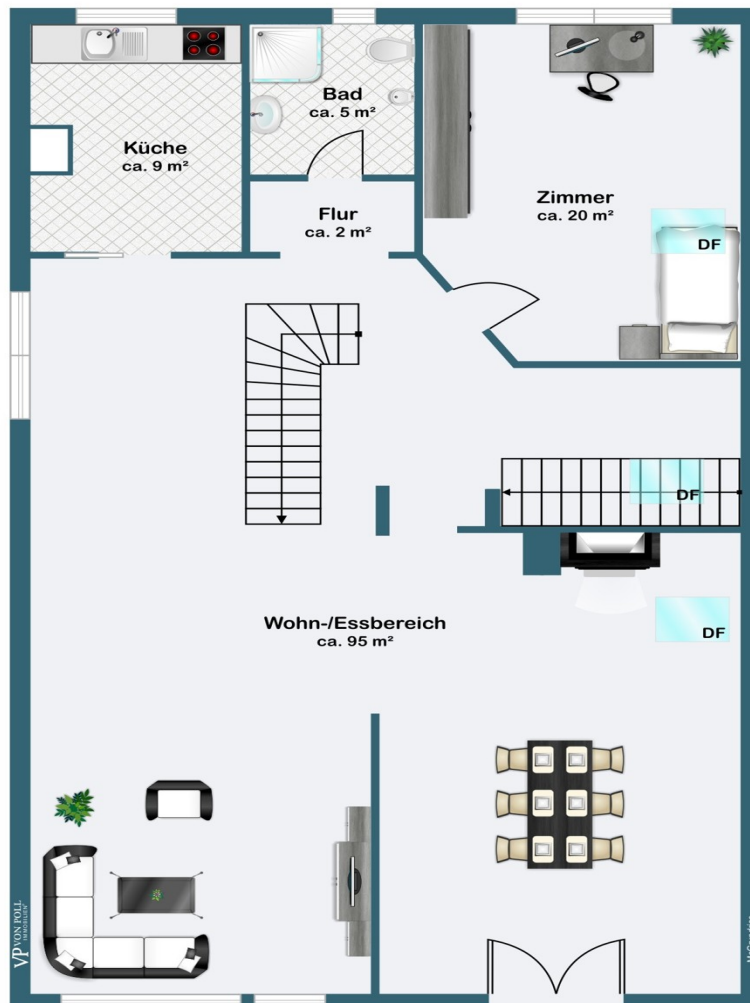 Küche
ca. 9 m²
Bad
ca. 5 m²
Flur
ca. 2 m²
Zimmer
ca. 20 m²
DF
DF
Wohn-/Essbereich
ca. 95 m²
DF
VP VON POLL
IMMOBILIEN